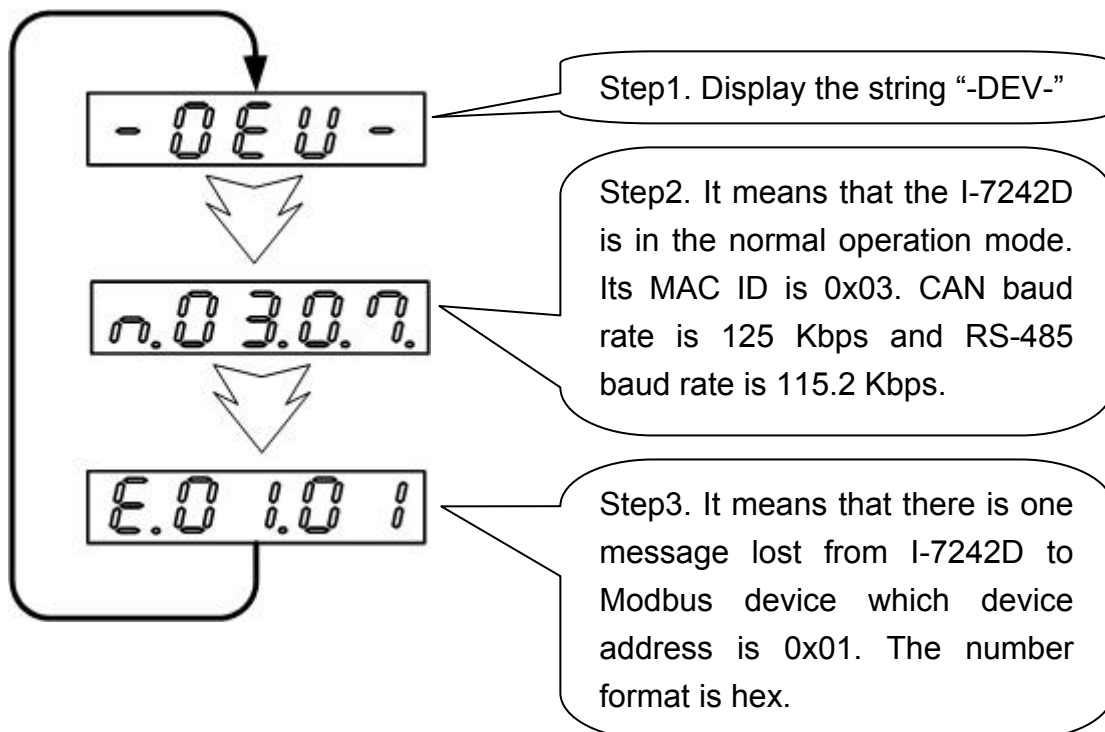 - 0EU -
Step1. Display the string “-DEV-”
n.03.0.7.
Step2. It means that the I-7242D
is in the normal operation mode.
Its MAC ID is 0x03. CAN baud
rate is 125 Kbps and RS-485
baud rate is 115.2 Kbps.
E.01.01
Step3. It means that there is one
message lost from I-7242D to
Modbus device which device
address is 0x01. The number
format is hex.